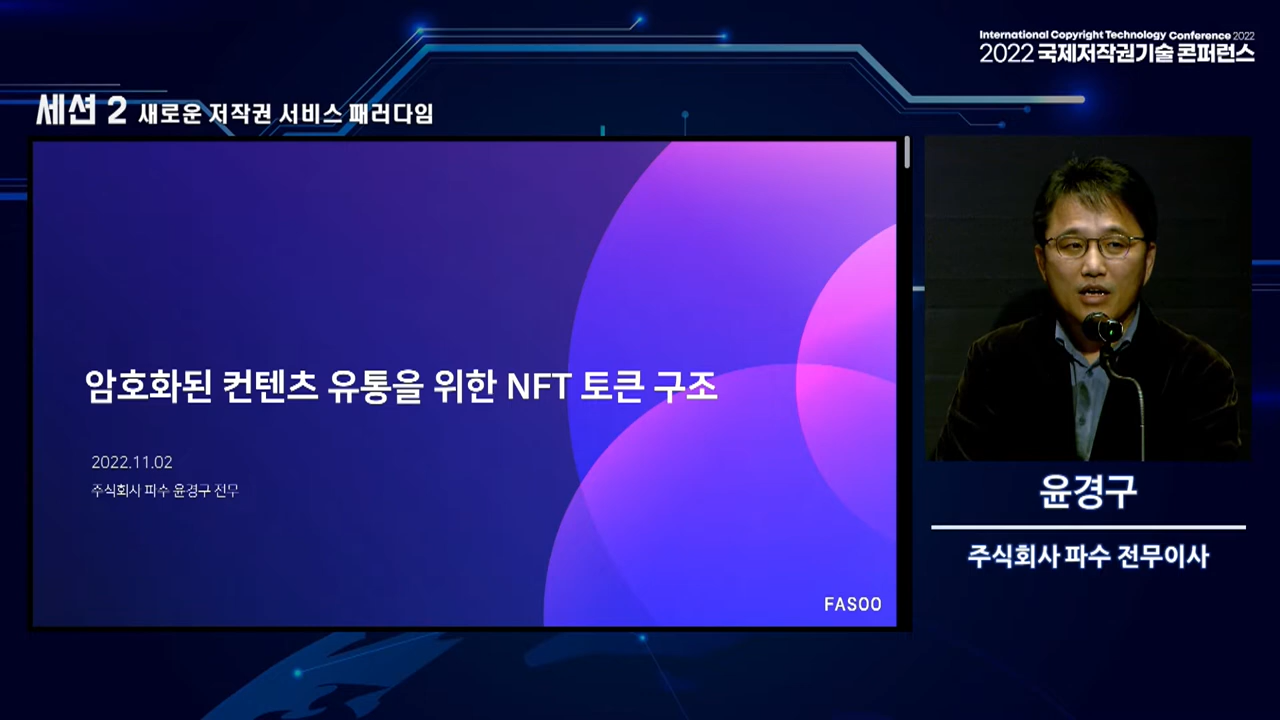 International Copyright Technology Conference 2022
2022 국제저작권기술 콘퍼런스
세션 2 새로운 저작권 서비스 패러다임
암호화된 컨텐츠 유통을 위한 NFT 토큰 구조
2022.11.02
주식회사 파수 윤경구 전무
FASOO
윤경구
주식회사 파수 전무이사